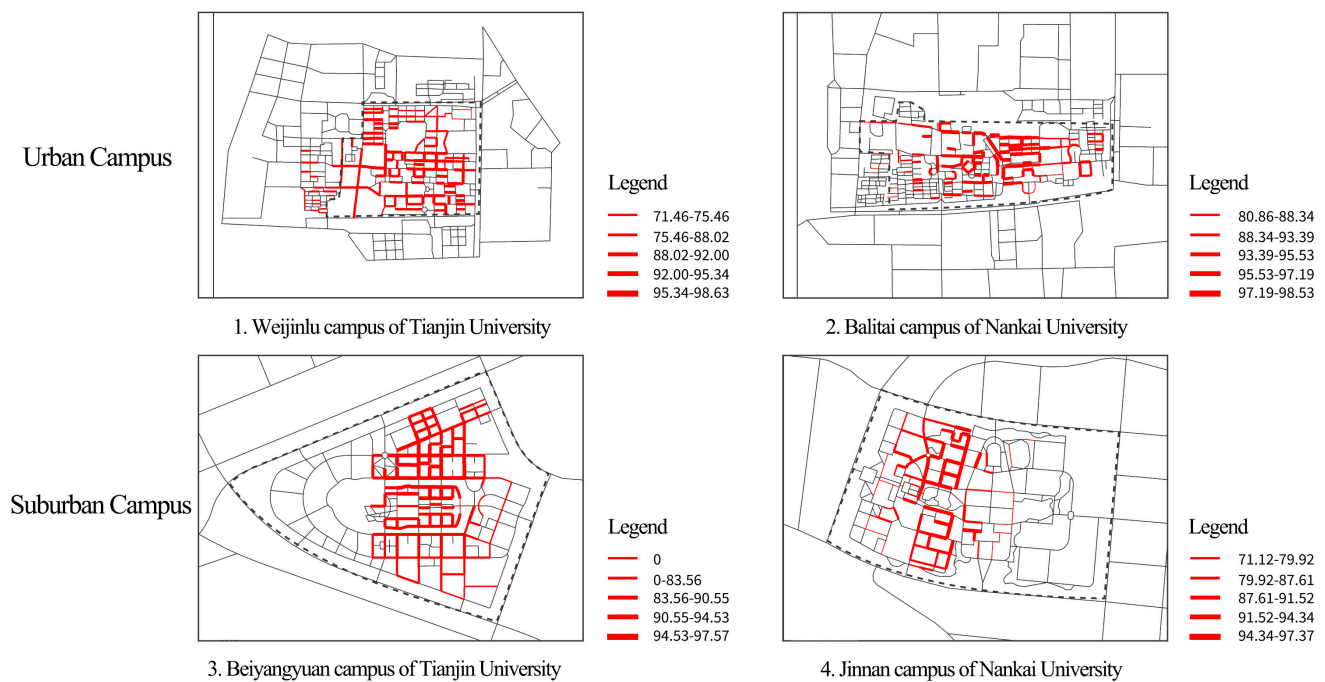 Urban Campus
Legend
71.46-75.46
75.46-88.02
88.02-92.00
92.00-95.34
95.34-98.63
1. Weijinlu campus of Tianjin University
Legend
80.86-88.34
88.34-93.39
93.39-95.53
95.53-97.19
97.19-98.53
2. Balitai campus of Nankai University
Suburban Campus
Legend
0
0-83.56
83.56-90.55
90.55-94.53
94.53-97.57
3. Beiyangyuan campus of Tianjin University
Legend
71.12-79.92
79.92-87.61
87.61-91.52
91.52-94.34
94.34-97.37
4. Jinnan campus of Nankai University